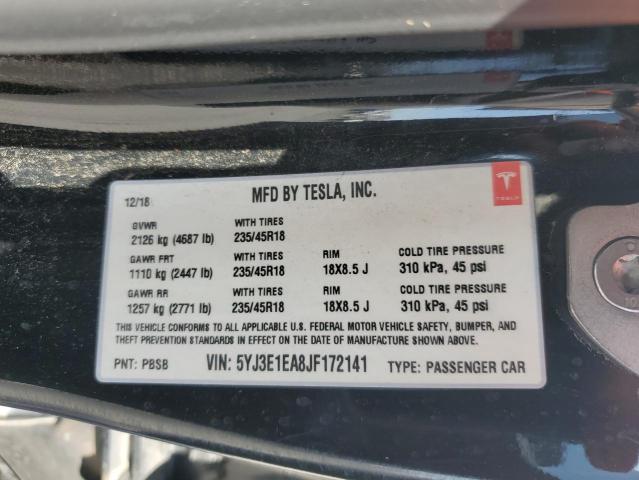 12/18 MFD BY TESLA, INC.
TESLA
GVWR WITH TIRES
2126 kg (4687 lb) 235/45R18
GAWR FRT WITH TIRES RIM COLD TIRE PRESSURE
1110 kg (2447 lb) 235/45R18 18X8.5 J 310 kPa, 45 psi
GAWR RR WITH TIRES RIM COLD TIRE PRESSURE
1257 kg (2771 lb) 235/45R18 18X8.5 J 310 kPa, 45 psi
THIS VEHICLE CONFORMS TO ALL APPLICABLE U.S. FEDERAL MOTOR VEHICLE SAFETY, BUMPER, AND
THEFT PREVENTION STANDARDS IN EFFECT ON THE DATE OF MANUFACTURE SHOWN ABOVE.
PNT: PBSB VIN: 5YJ3E1EA8JF172141 TYPE: PASSENGER CAR